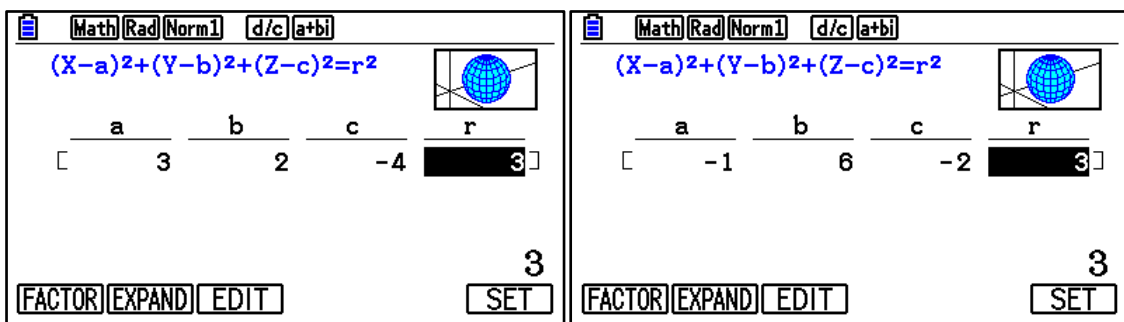 Math Rad Norm1 d/c a+bi
(X-a)²+(Y-b)²+(Z-c)²=r²
a b c r
[ 3 2 -4 3 ]
3
FACTOR EXPAND EDIT SET
Math Rad Norm1 d/c a+bi
(X-a)²+(Y-b)²+(Z-c)²=r²
a b c r
[ -1 6 -2 3 ]
3
FACTOR EXPAND EDIT SET